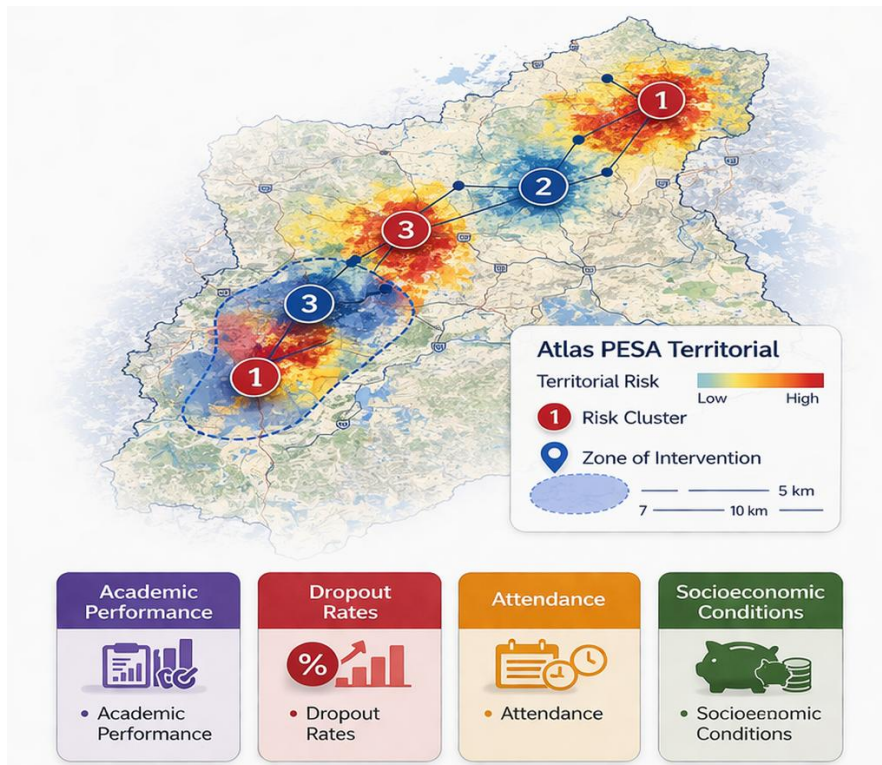 1
2
3
3
1
Atlas PESA Territorial
Territorial Risk
Low High
1 Risk Cluster
Zone of Intervention
5 km
7 10 km
Academic
Performance
Dropout
Rates
Attendance
Socioeconomic
Conditions
%
• Academic
Performance
• Dropout
Rates
• Attendance
• Socioeconomic
Conditions